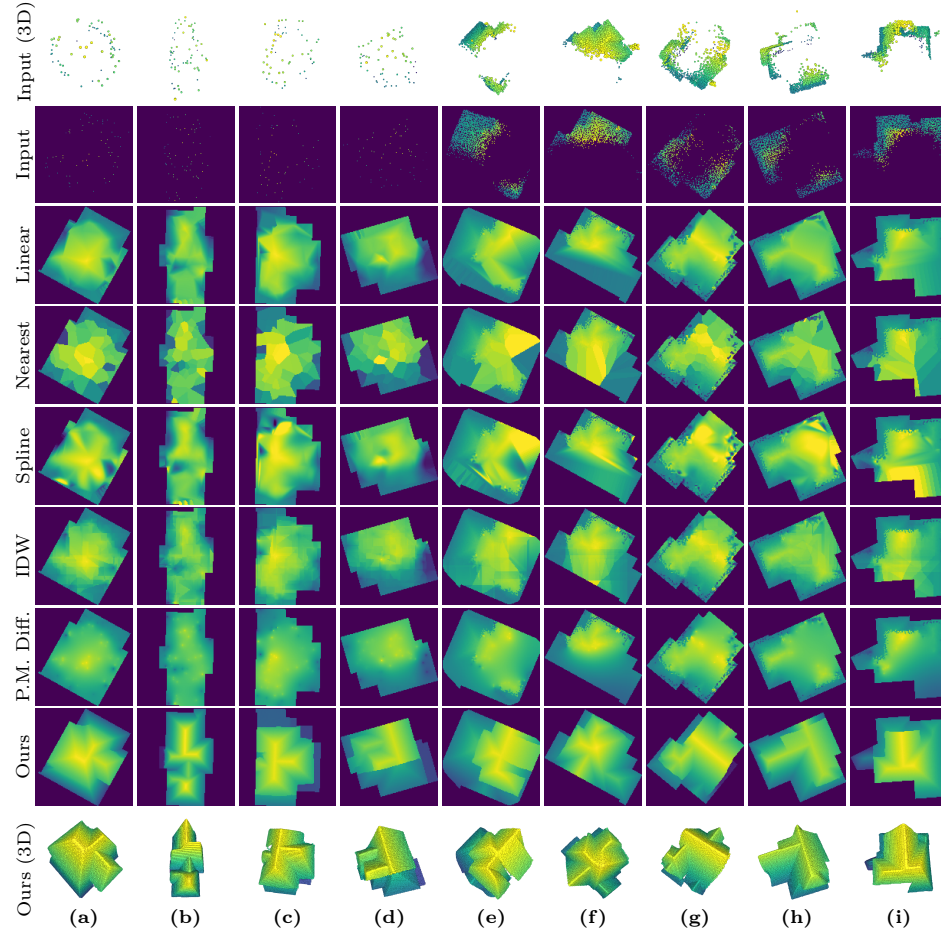 Input (3D)
Input
Linear
Nearest
Spline
IDW
P.M. Diff.
Ours
Ours (3D)
(a) (b) (c) (d) (e) (f) (g) (h) (i)